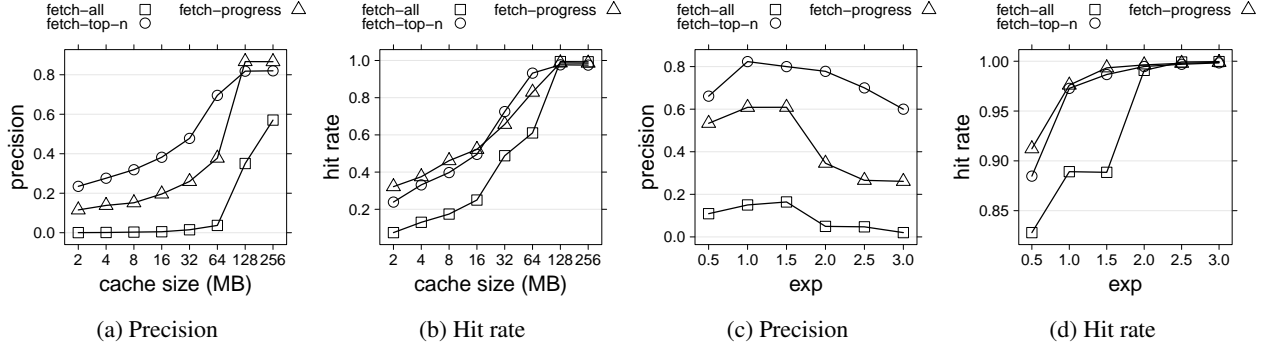 fetch−all
fetch−top−n
fetch−progress
precision
0.8
0.6
0.4
0.2
0.0
2 4 8 16 32 64 128 256
cache size (MB)
(a) Precision
fetch−all
fetch−top−n
fetch−progress
hit rate
1.0
0.8
0.6
0.4
0.2
2 4 8 16 32 64 128 256
cache size (MB)
(b) Hit rate
fetch−all
fetch−top−n
fetch−progress
precision
0.8
0.6
0.4
0.2
0.0
0.5 1.0 1.5 2.0 2.5 3.0
exp
(c) Precision
fetch−all
fetch−top−n
fetch−progress
hit rate
1.00
0.95
0.90
0.85
0.5 1.0 1.5 2.0 2.5 3.0
exp
(d) Hit rate